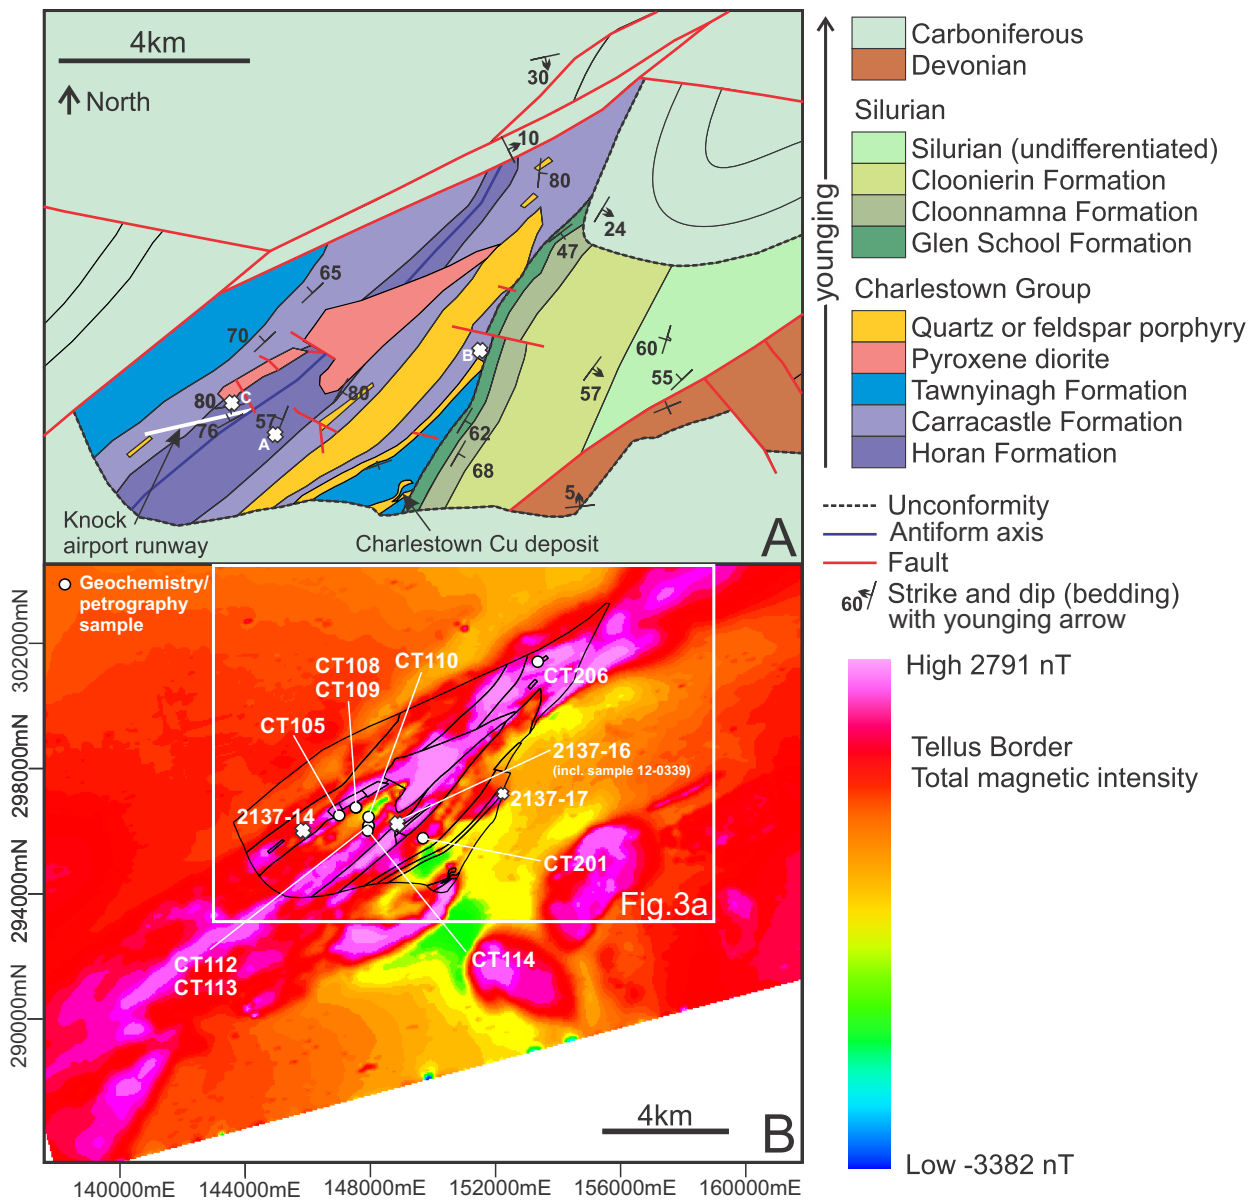 4km
North
30
10
80
24
47
65
70
60
B
55
57
80
80
C
57
76
A
62
68
5
Knock
airport runway
Charlestown Cu deposit
A
younging
Carboniferous
Devonian
Silurian
Silurian (undifferentiated)
Cloonierin Formation
Cloonnamna Formation
Glen School Formation
Charlestown Group
Quartz or feldspar porphyry
Pyroxene diorite
Tawnyinagh Formation
Carracastle Formation
Horan Formation
Unconformity
Antiform axis
Fault
60
Strike and dip (bedding)
with younging arrow
Geochemistry/
petrography
sample
CT108
CT109
CT110
CT206
CT105
2137-16
(incl. sample 12-0339)
2137-14
2137-17
CT201
Fig.3a
CT112
CT113
CT114
4km
B
302000mN
298000mN
294000mN
290000mN
140000mE
144000mE
148000mE
152000mE
156000mE
160000mE
High 2791 nT
Tellus Border
Total magnetic intensity
Low -3382 nT